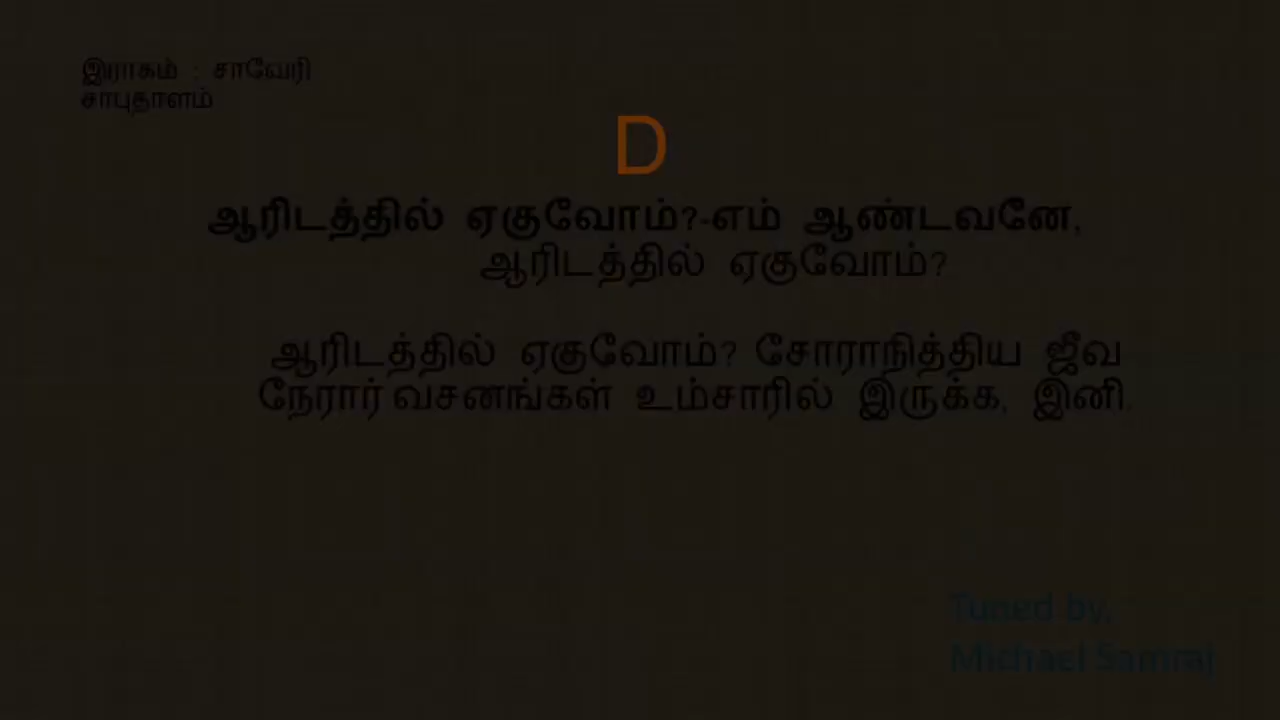 இராகம் : சாவேரி
சாபுதாளம்
D
ஆரிடத்தில் ஏகுவோம்?-எம் ஆண்டவனே,
ஆரிடத்தில் ஏகுவோம்?
ஆரிடத்தில் ஏகுவோம்? சோராநித்திய ஜீவ
நேரார் வசனங்கள் உம்சாரில் இருக்க, இனி.
Tuned by,
Michael Samraj